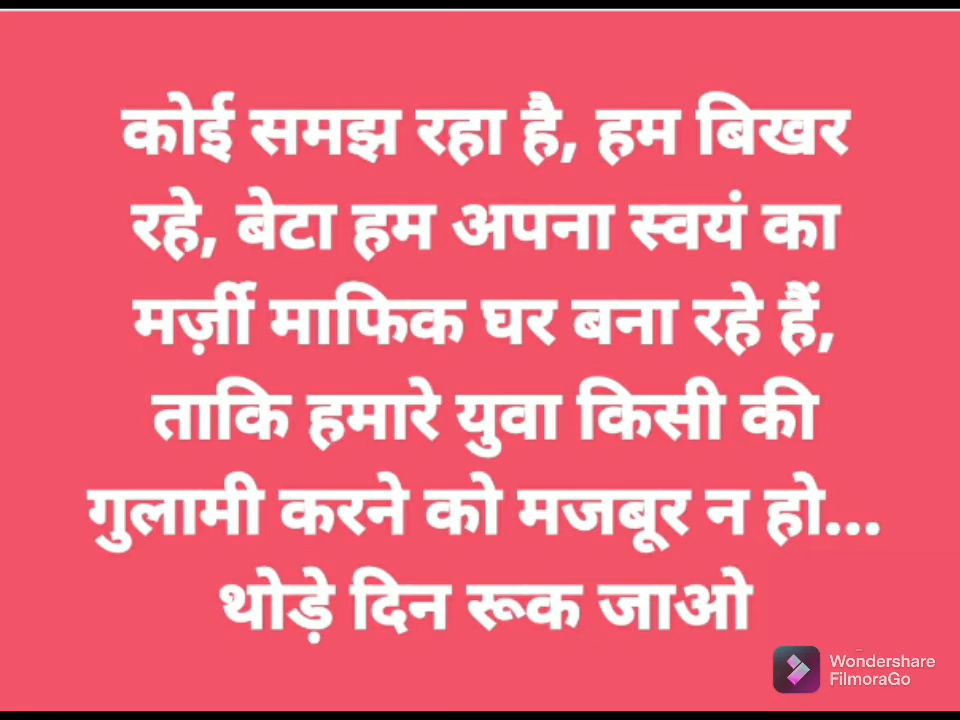 कोई समझ रहा है, हम बिखर
रहे, बेटा हम अपना स्वयं का
मर्ज़ी माफिक घर बना रहे हैं,
ताकि हमारे युवा किसी की
गुलामी करने को मजबूर न हो...
थोड़े दिन रूक जाओ
Wondershare
FilmoraGo